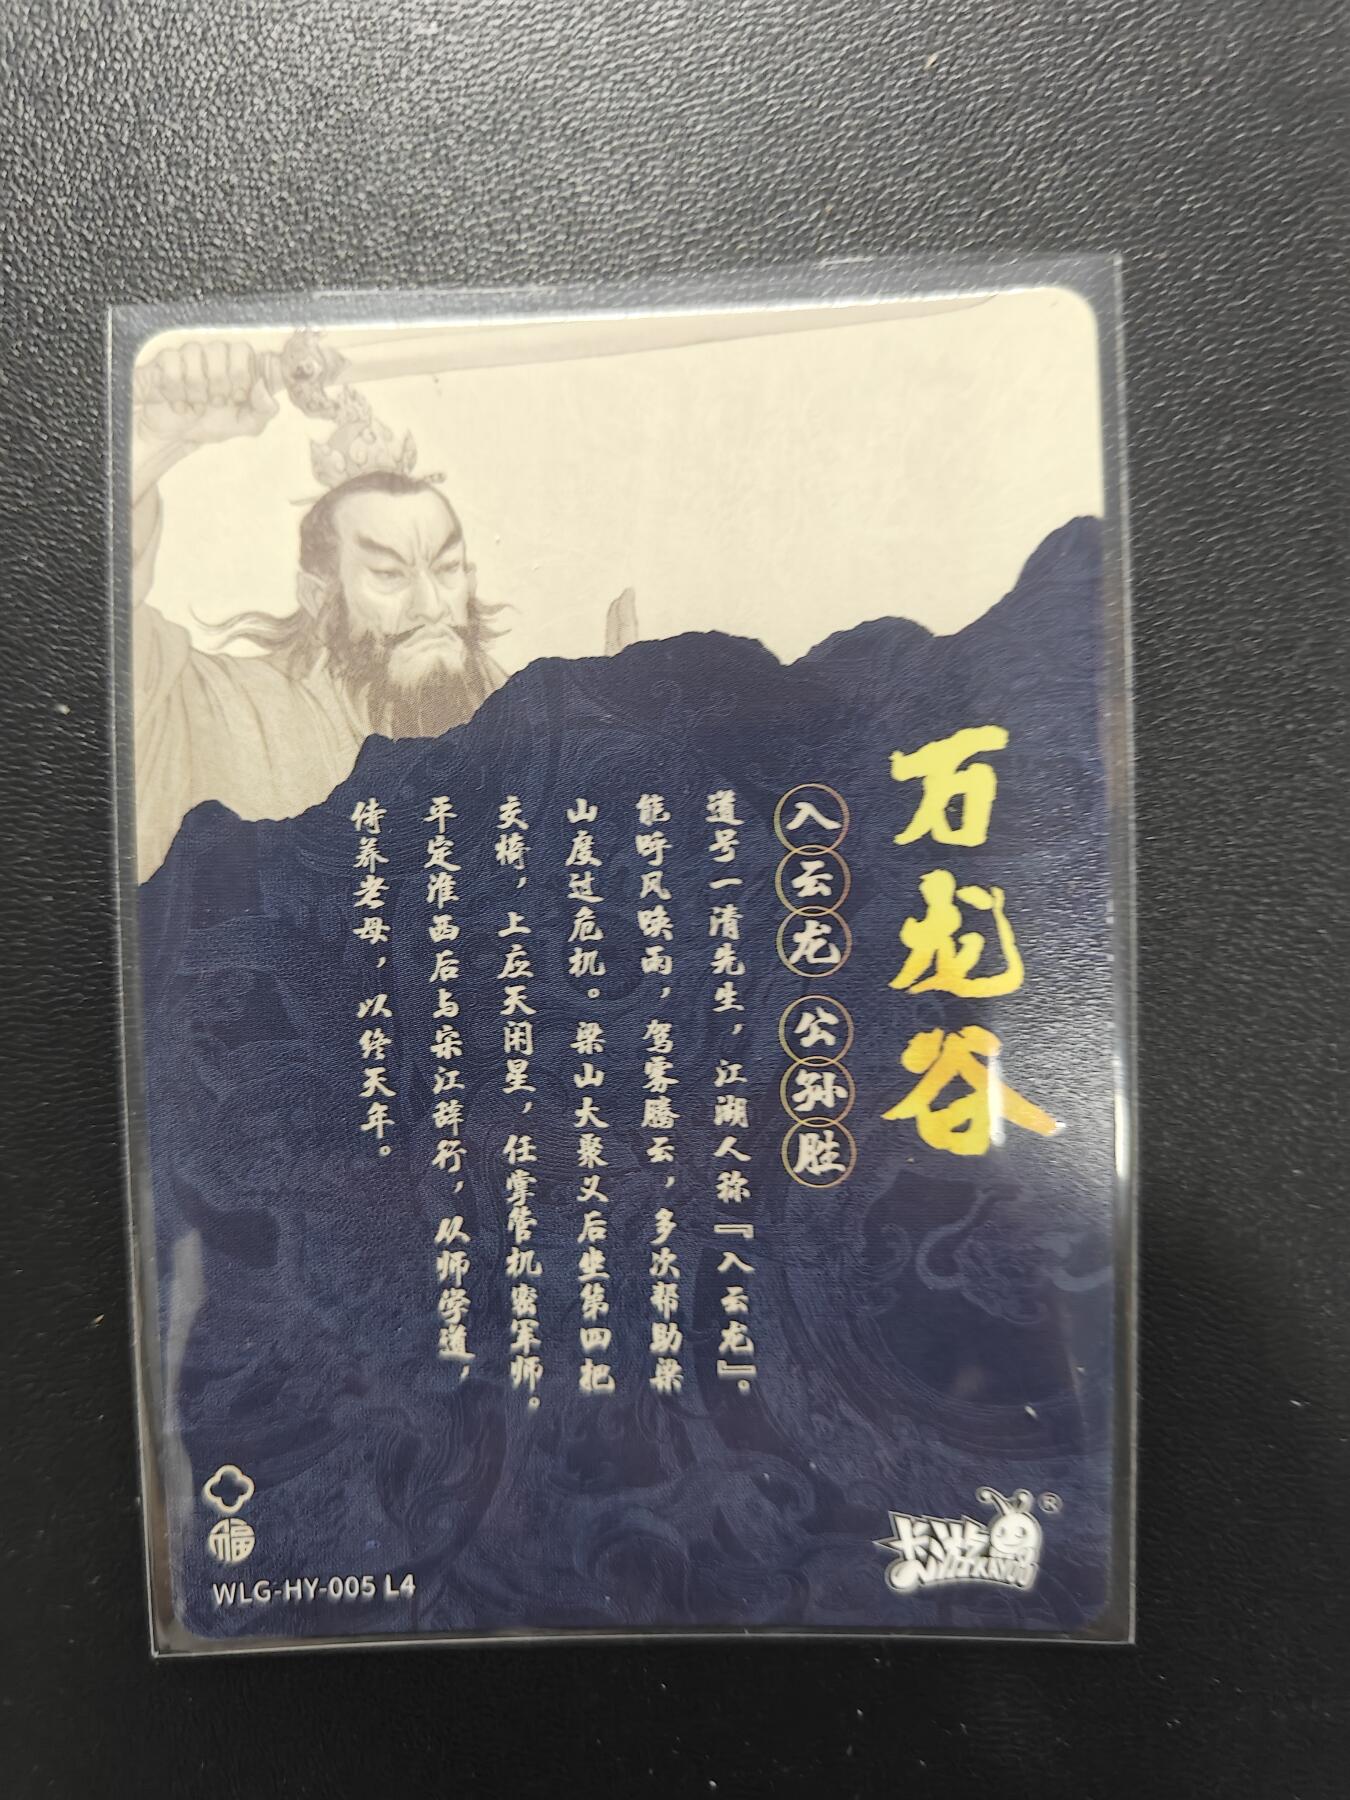 万龙谷
入云龙 公孙胜
道号一清先生，江湖人称『入云龙』。
能呼风唤雨，驾雾腾云，多次帮助梁
山度过危机。梁山大聚义后坐第四把
交椅，上应天闲星，任掌管机密军师。
平定淮西后与宋江辞行，从师学道，
侍养老母，以终天年。
福
WLG-HY-005 L4
卡游
KAYOU
®